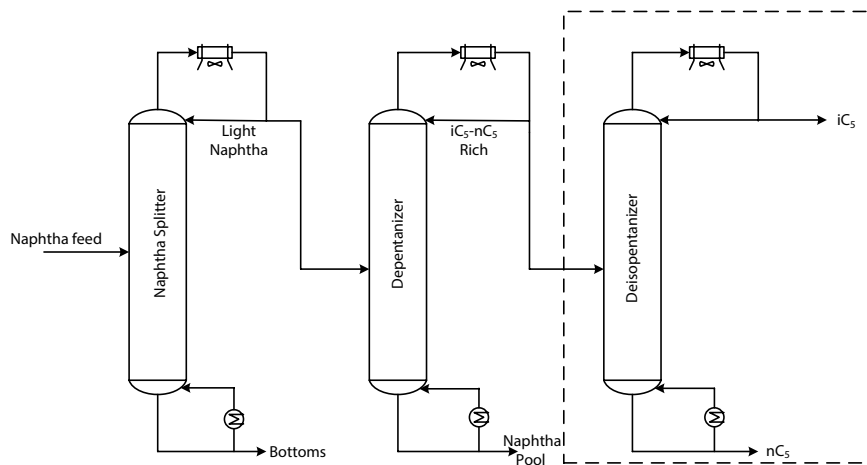 Light
Naphtha
iC₅-nC₅
Rich
iC₅
Naphtha feed
Naphtha Splitter
Depentanizer
Deisopentanizer
M
M
M
Bottoms
Naphtha
Pool
nC₅